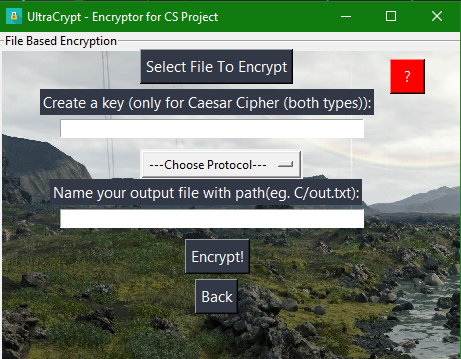 UltraCrypt - Encryptor for CS Project
File Based Encryption
Select File To Encrypt
?
Create a key (only for Caesar Cipher (both types)):
---Choose Protocol---
Name your output file with path(eg. C/out.txt):
Encrypt!
Back